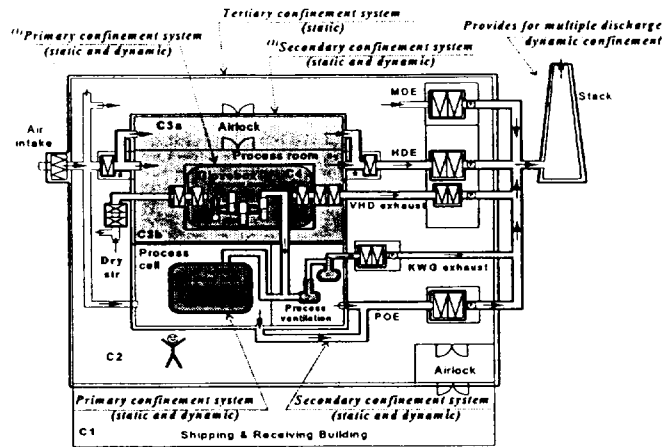 Tertiary confinement system
(static)
Provides for multiple discharge
dynamic confinement
(1)Primary confinement system
(static and dynamic)
(1)Secondary confinement system
(static and dynamic)
Stack
MDE
C3a
Airlock
Air
intake
Process room
HDE
C4
VHD exhaust
C3b
Process
cell
Dry
air
KWG exhaust
Process
ventilation
POE
C2
Airlock
Primary confinement system
(static and dynamic)
Secondary confinement system
(static and dynamic)
C1
Shipping & Receiving Building